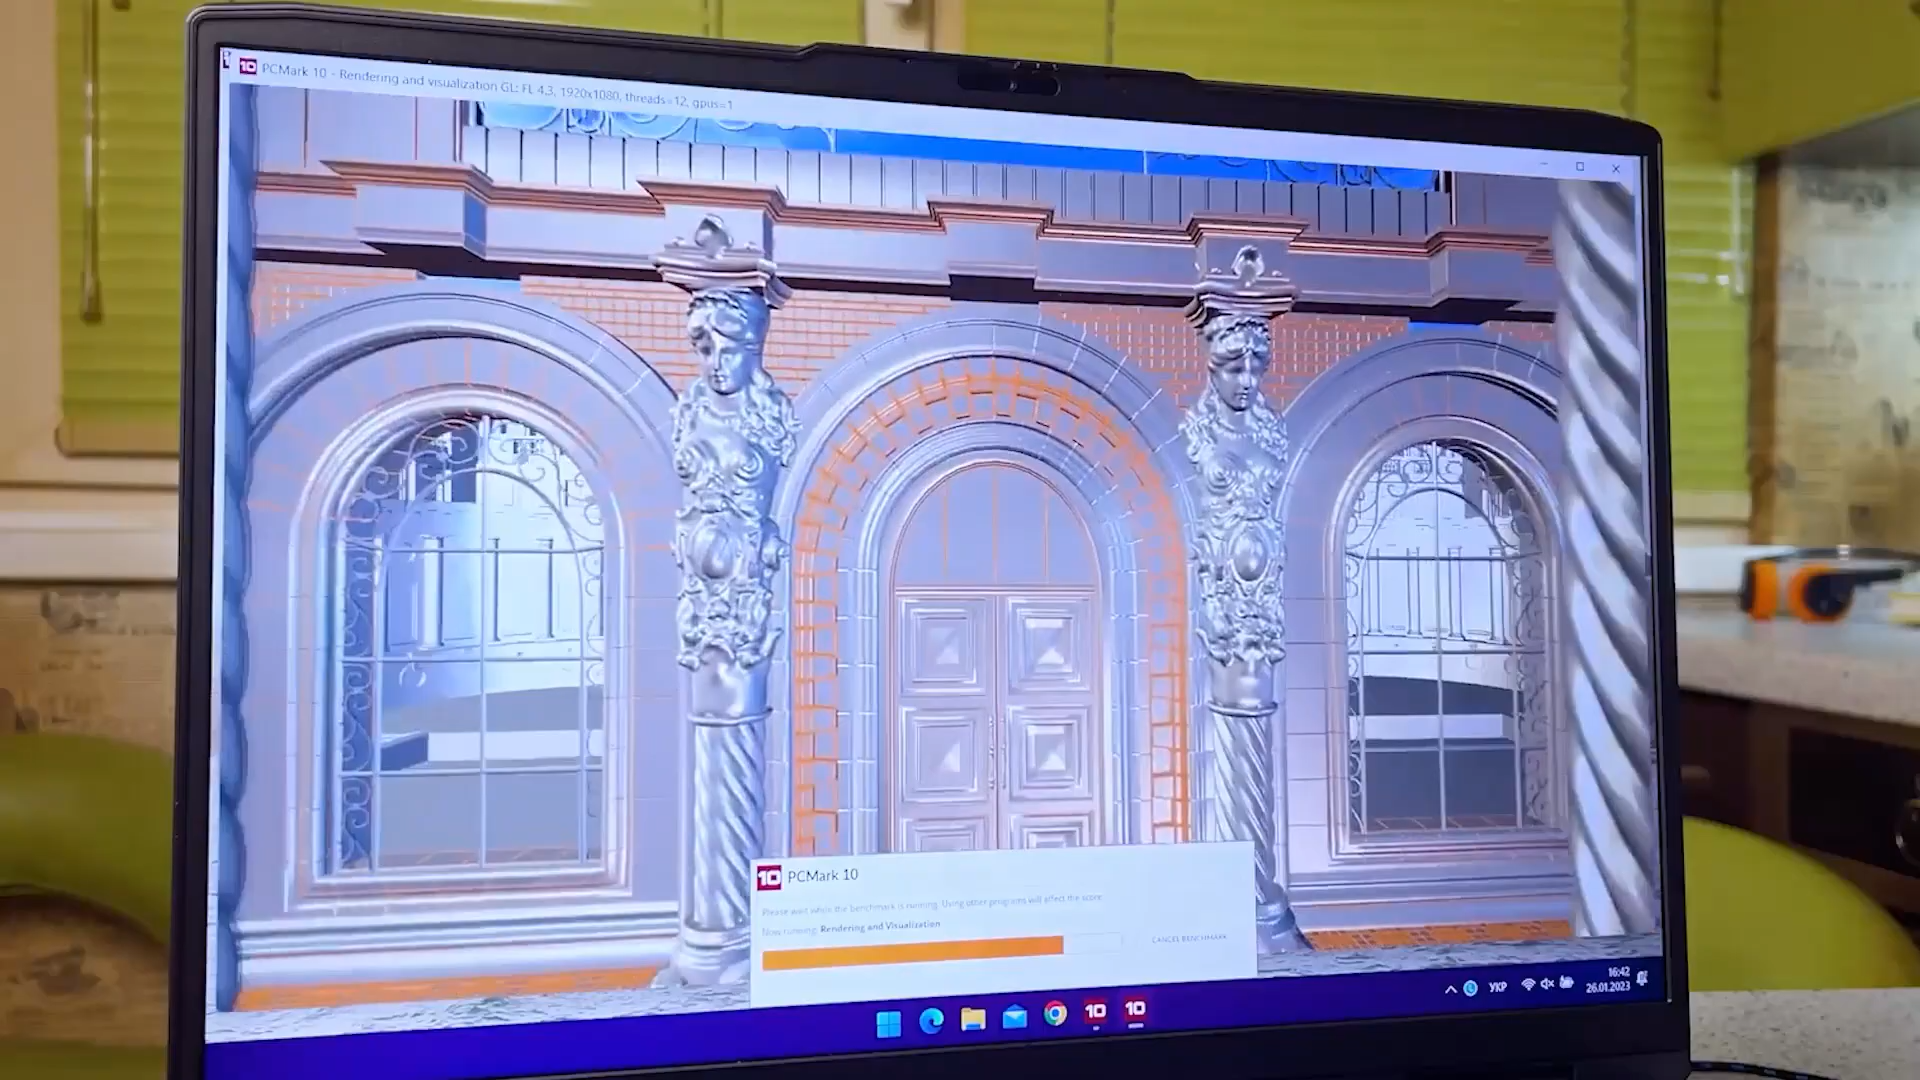 10 PCMark 10 - Rendering and visualization GL: FL 4.3, 1920x1080, threads=12, gpus=1
10 PCMark 10
Please wait while the benchmark is running. Using other programs will affect the score.
Now running: Rendering and Visualization
CANCEL BENCHMARK
УКР
16:42
26.01.2023
10
10